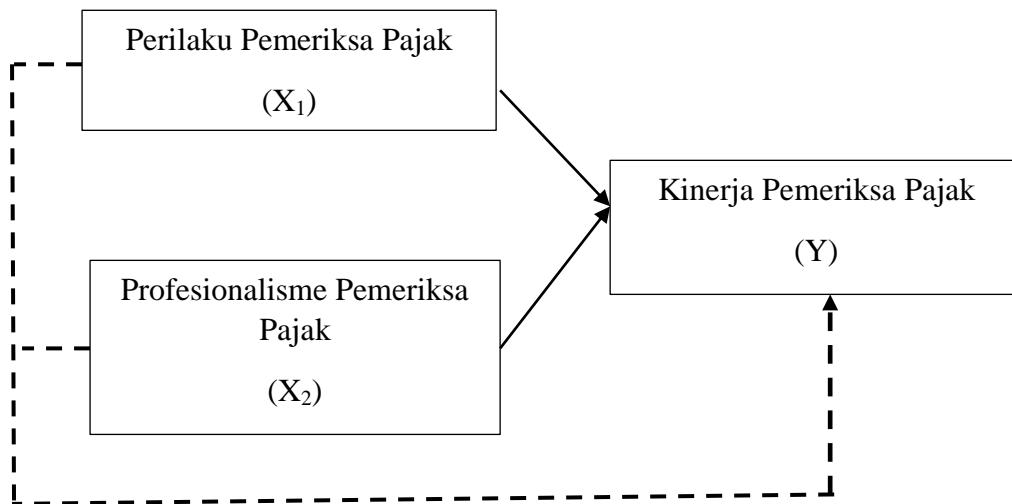 Perilaku Pemeriksa Pajak
(X₁)
Kinerja Pemeriksa Pajak
(Y)
Profesionalisme Pemeriksa
Pajak
(X₂)